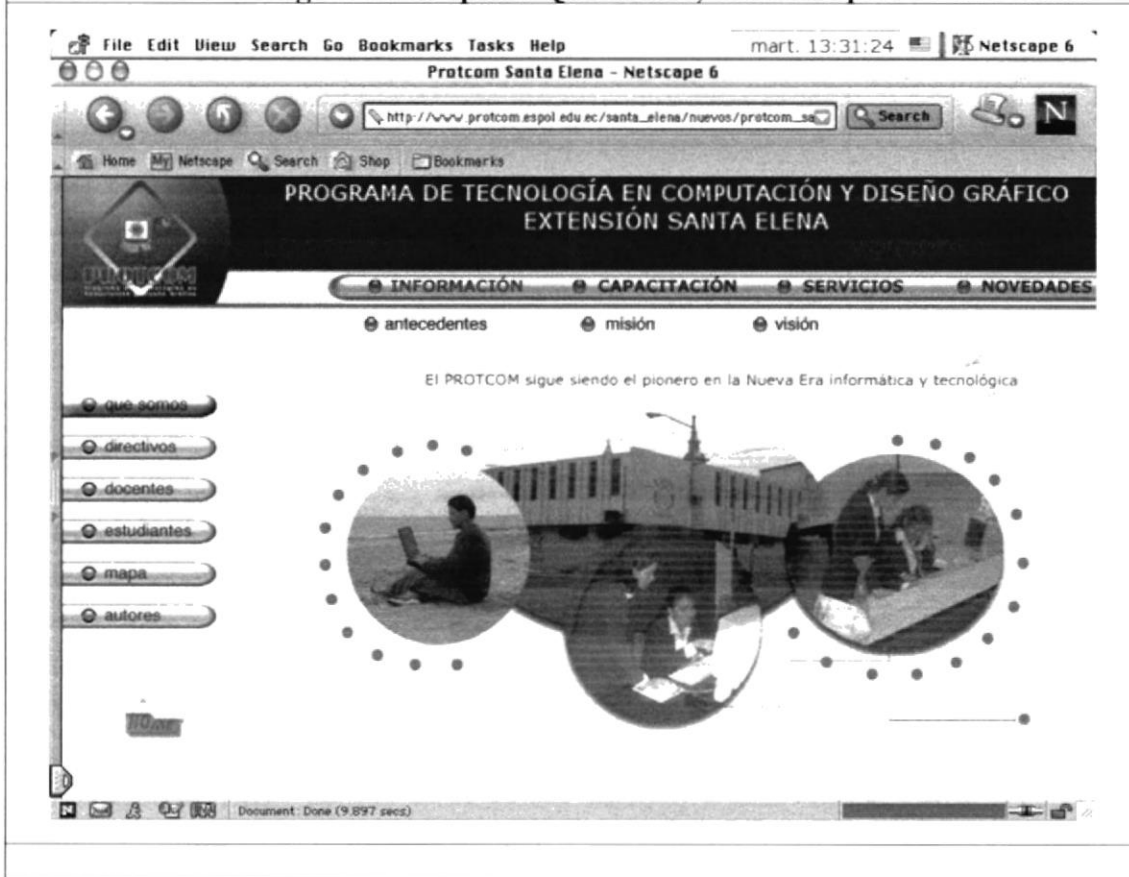 File Edit View Search Go Bookmarks Tasks Help mart. 13:31:24 Netscape 6
Protcom Santa Elena - Netscape 6
http://www.protcom.espol.edu.ec/santa_elena/nuevos/protcom_sa Search N
Home My Netscape Search Shop Bookmarks
PROGRAMA DE TECNOLOGÍA EN COMPUTACIÓN Y DISEÑO GRÁFICO
EXTENSIÓN SANTA ELENA
INFORMACIÓN CAPACITACIÓN SERVICIOS NOVEDADES
antecedentes misión visión
El PROTCOM sigue siendo el pionero en la Nueva Era informática y tecnológica
que somos
directivos
docentes
estudiantes
mapa
autores
HOME
N Document: Done (9.897 secs)